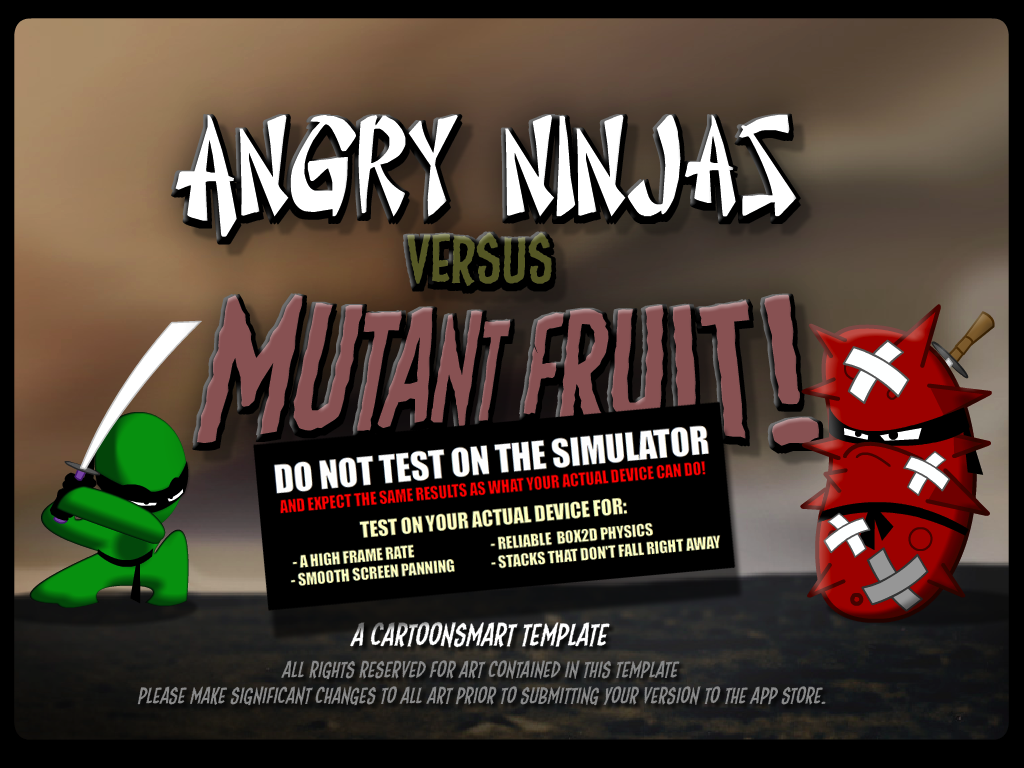 ANGRY NINJAS
VERSUS
MUTANT FRUIT!
DO NOT TEST ON THE SIMULATOR
AND EXPECT THE SAME RESULTS AS WHAT YOUR ACTUAL DEVICE CAN DO!
TEST ON YOUR ACTUAL DEVICE FOR:
- A HIGH FRAME RATE
- SMOOTH SCREEN PANNING
- RELIABLE BOX2D PHYSICS
- STACKS THAT DON'T FALL RIGHT AWAY
A CARTOONSMART TEMPLATE
ALL RIGHTS RESERVED FOR ART CONTAINED IN THIS TEMPLATE
PLEASE MAKE SIGNIFICANT CHANGES TO ALL ART PRIOR TO SUBMITTING YOUR VERSION TO THE APP STORE.